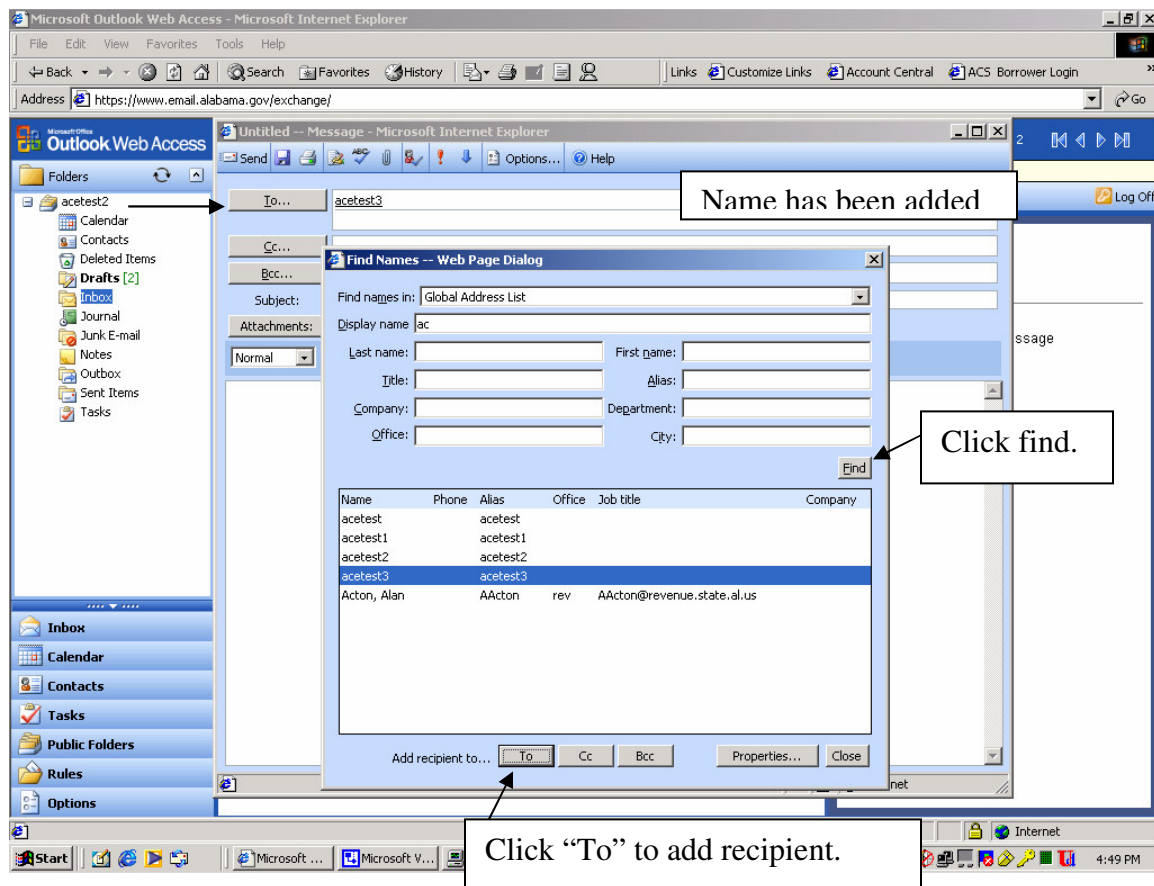 Microsoft Outlook Web Access - Microsoft Internet Explorer
File Edit View Favorites Tools Help
Back Search Favorites History Links Customize Links Account Central ACS Borrower Login »
Address https://www.email.alabama.gov/exchange/ Go
Microsoft Office
Outlook Web Access
Untitled -- Message - Microsoft Internet Explorer
2
Send ABC Options... Help
Folders
Log Off
acetest2
Calendar
Contacts
Deleted Items
Drafts [2]
Inbox
Journal
Junk E-mail
Notes
Outbox
Sent Items
Tasks
To... acetest3
Name has been added
Cc...
Bcc...
Subject:
Attachments:
Normal
ssage
Find Names -- Web Page Dialog
Find names in: Global Address List
Display name ac
Last name: First name:
Title: Alias:
Company: Department:
Office: City:
Find
Click find.
Name Phone Alias Office Job title Company
acetest acetest
acetest1 acetest1
acetest2 acetest2
acetest3 acetest3
Acton, Alan AActon rev AActon@revenue.state.al.us
Add recipient to... To Cc Bcc Properties... Close
Inbox
Calendar
Contacts
Tasks
Public Folders
Rules
Options
net
Click “To” to add recipient.
Internet
Start Microsoft ... Microsoft V... 4:49 PM